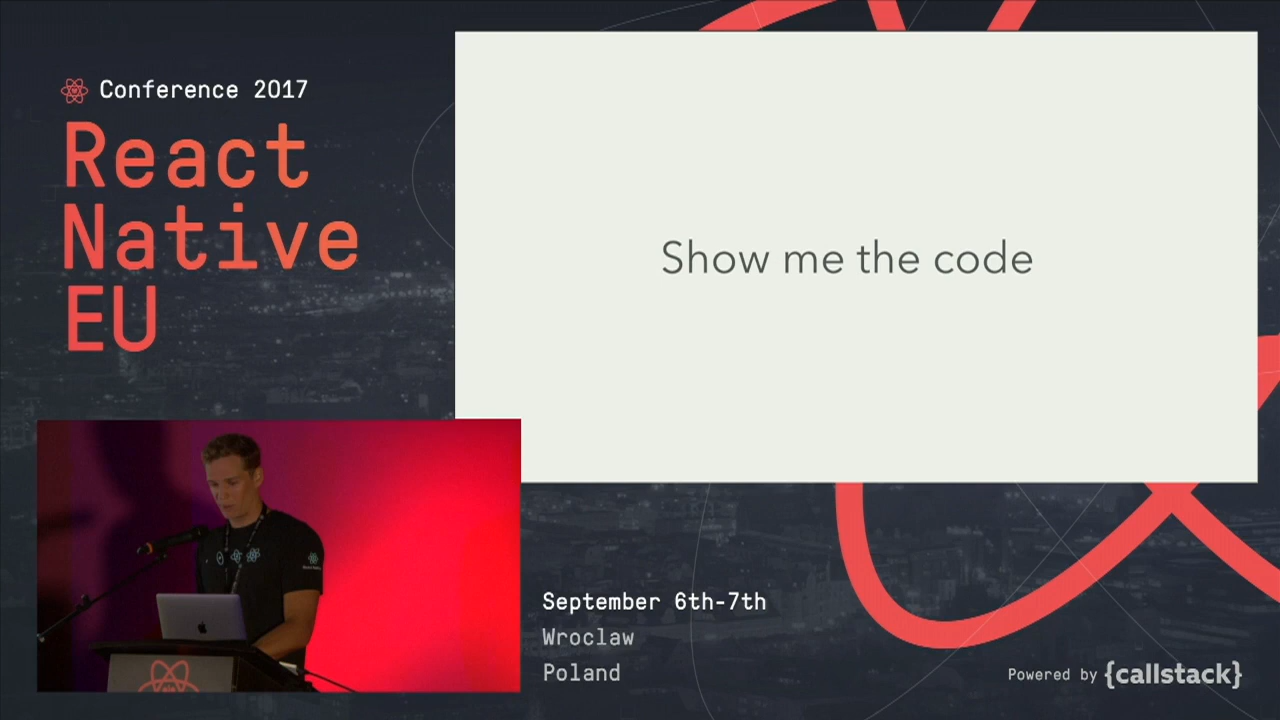 Conference 2017
React
Native
EU
Show me the code
September 6th-7th
Wroclaw
Poland
Powered by {callstack}